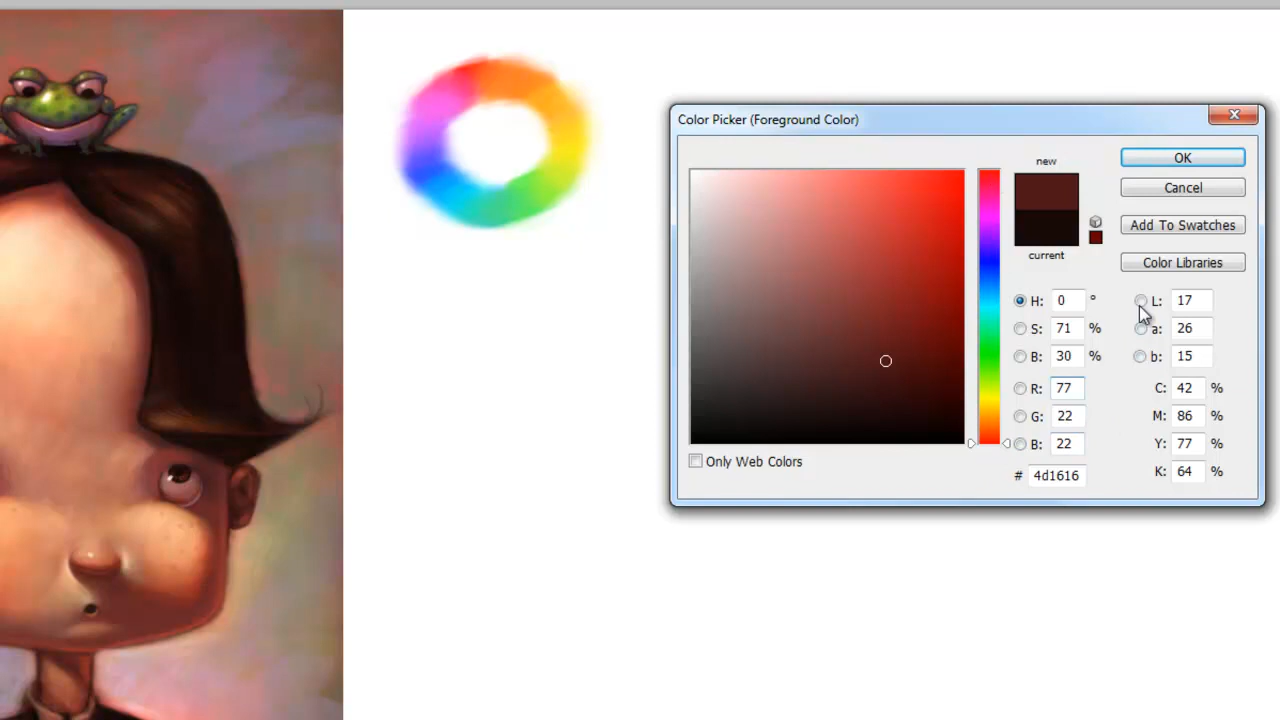 Color Picker (Foreground Color)
new
current
OK
Cancel
Add To Swatches
Color Libraries
H: 0 °
S: 71 %
B: 30 %
R: 77
G: 22
B: 22
# 4d1616
L: 17
a: 26
b: 15
C: 42 %
M: 86 %
Y: 77 %
K: 64 %
Only Web Colors